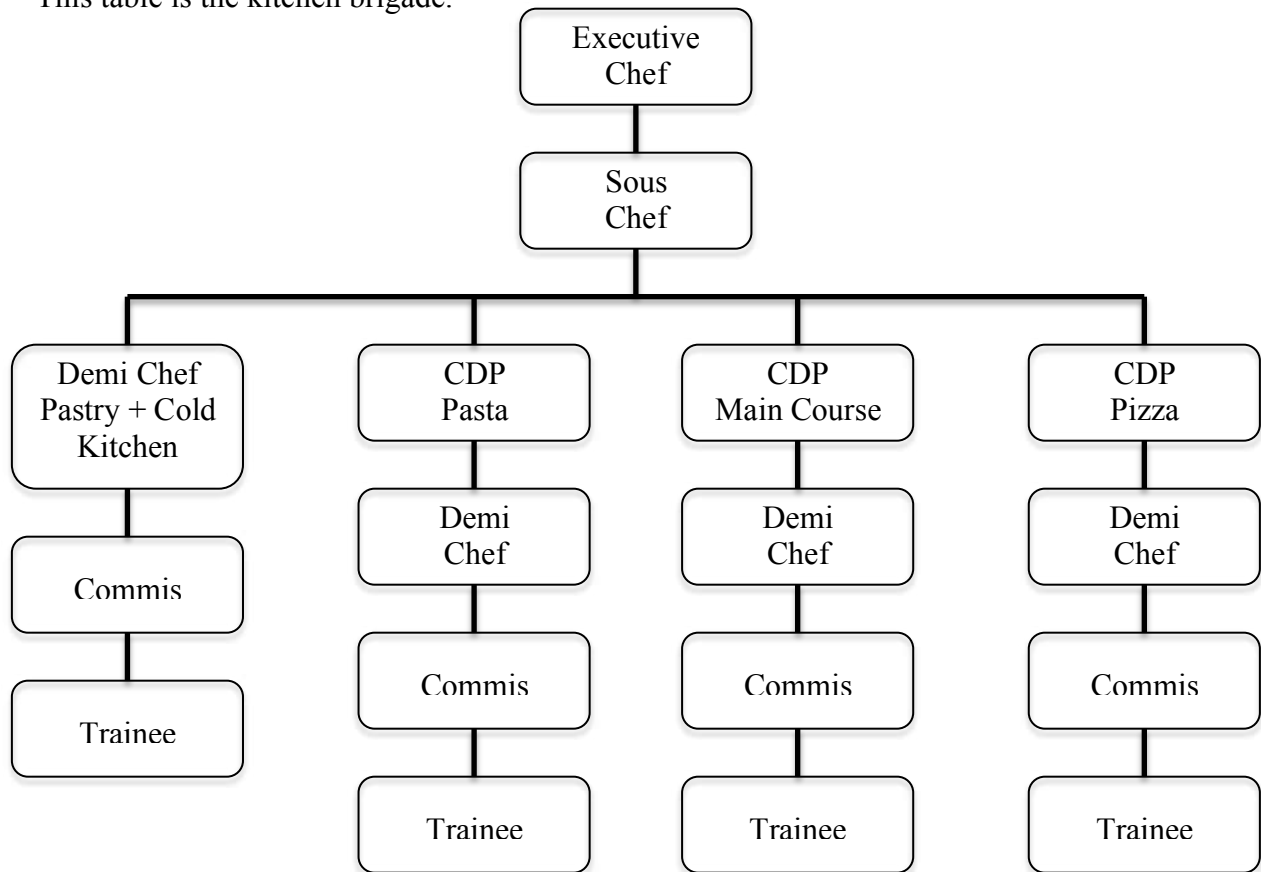 This table is the kitchen brigade.
Executive
Chef
Sous
Chef
Demi Chef
Pastry + Cold
Kitchen
CDP
Pasta
CDP
Main Course
CDP
Pizza
Demi
Chef
Demi
Chef
Demi
Chef
Commis
Commis
Commis
Commis
Trainee
Trainee
Trainee
Trainee